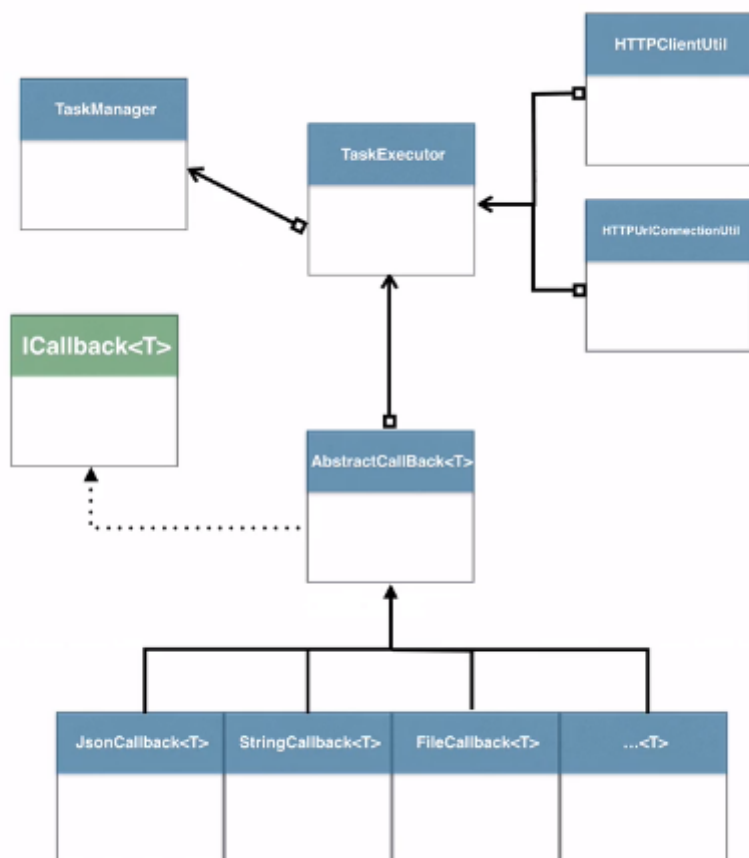 HTTPClientUtil
TaskManager
TaskExecutor
HTTPUrlConnectionUtil
ICallback<T>
AbstractCallBack<T>
JsonCallback<T>
StringCallback<T>
FileCallback<T>
...<T>